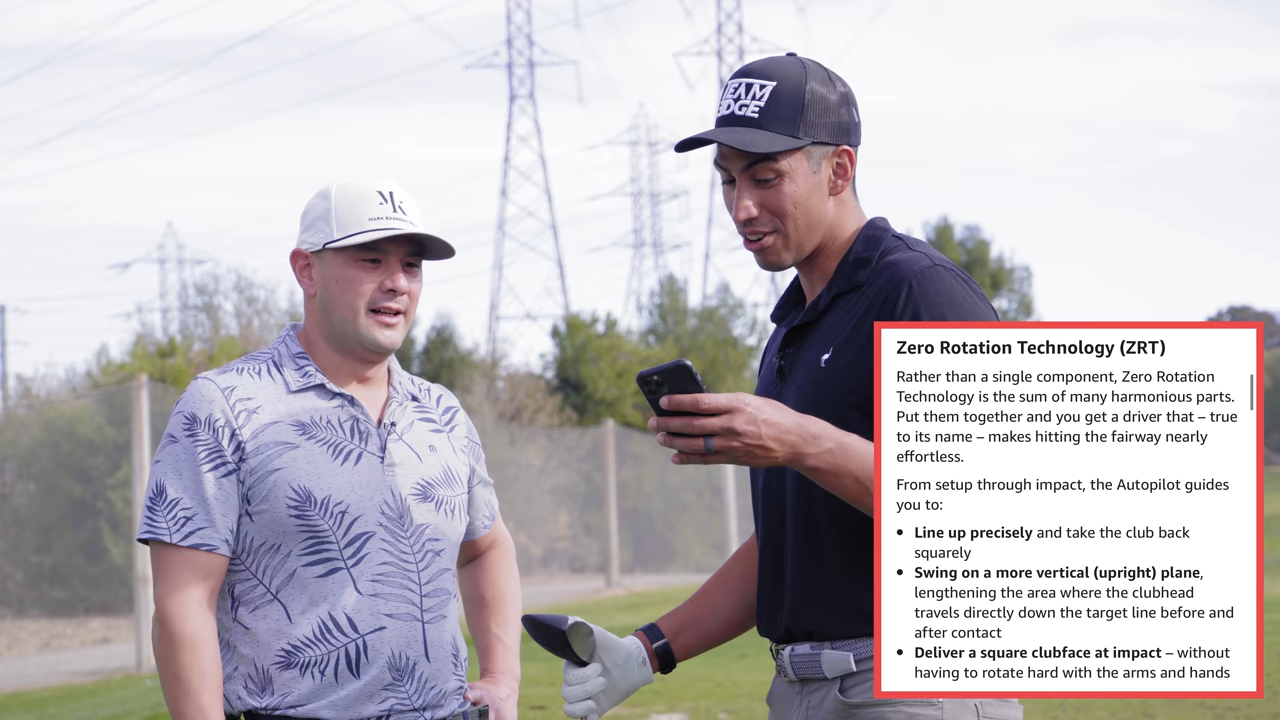 TEAM
EDGE
MK
Zero Rotation Technology (ZRT)
Rather than a single component, Zero Rotation
Technology is the sum of many harmonious parts.
Put them together and you get a driver that – true
to its name – makes hitting the fairway nearly
effortless.
From setup through impact, the Autopilot guides
you to:
• Line up precisely and take the club back
squarely
• Swing on a more vertical (upright) plane,
lengthening the area where the clubhead
travels directly down the target line before and
after contact
• Deliver a square clubface at impact – without
having to rotate hard with the arms and hands